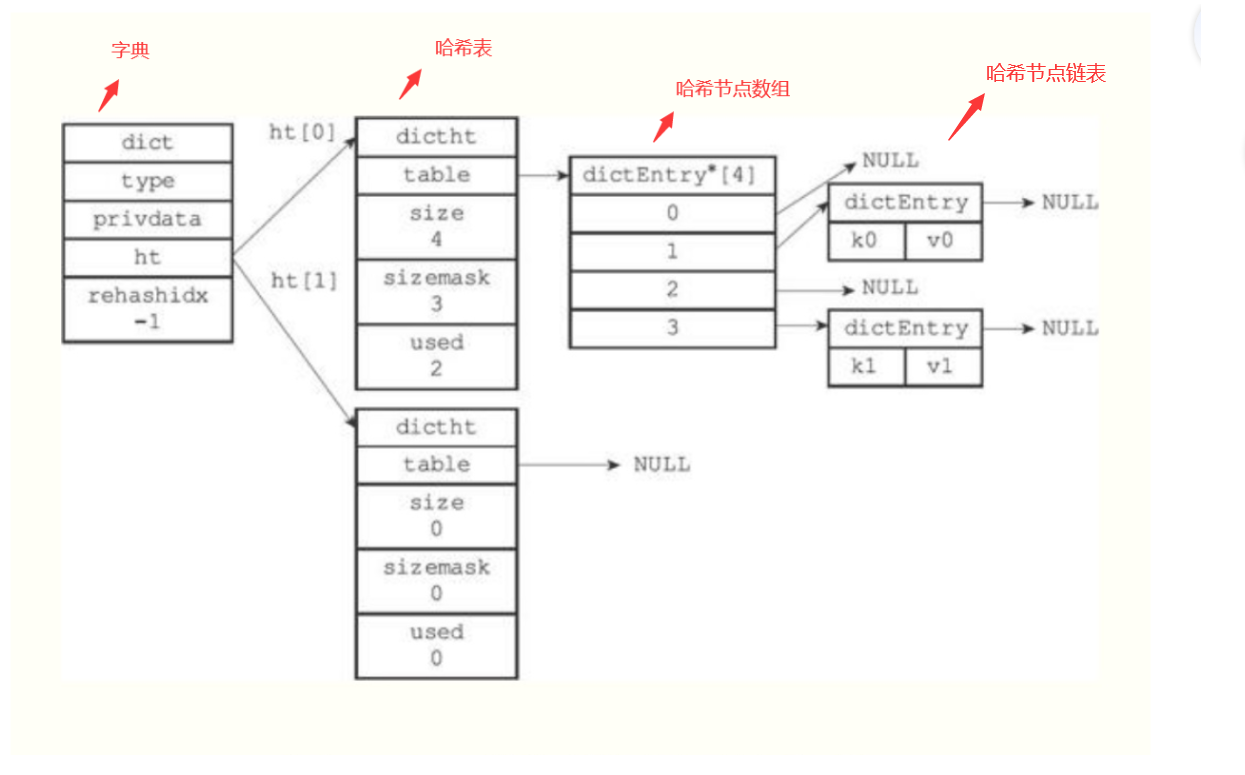 字典
哈希表
哈希节点数组
哈希节点链表
dict
type
privdata
ht
rehashidx
-1
ht[0]
ht[1]
dictht
table
size
4
sizemask
3
used
2
dictht
table
size
0
sizemask
0
used
0
NULL
dictEntry*[4]
0
1
2
3
NULL
dictEntry
k0
v0
NULL
NULL
dictEntry
k1
v1
NULL